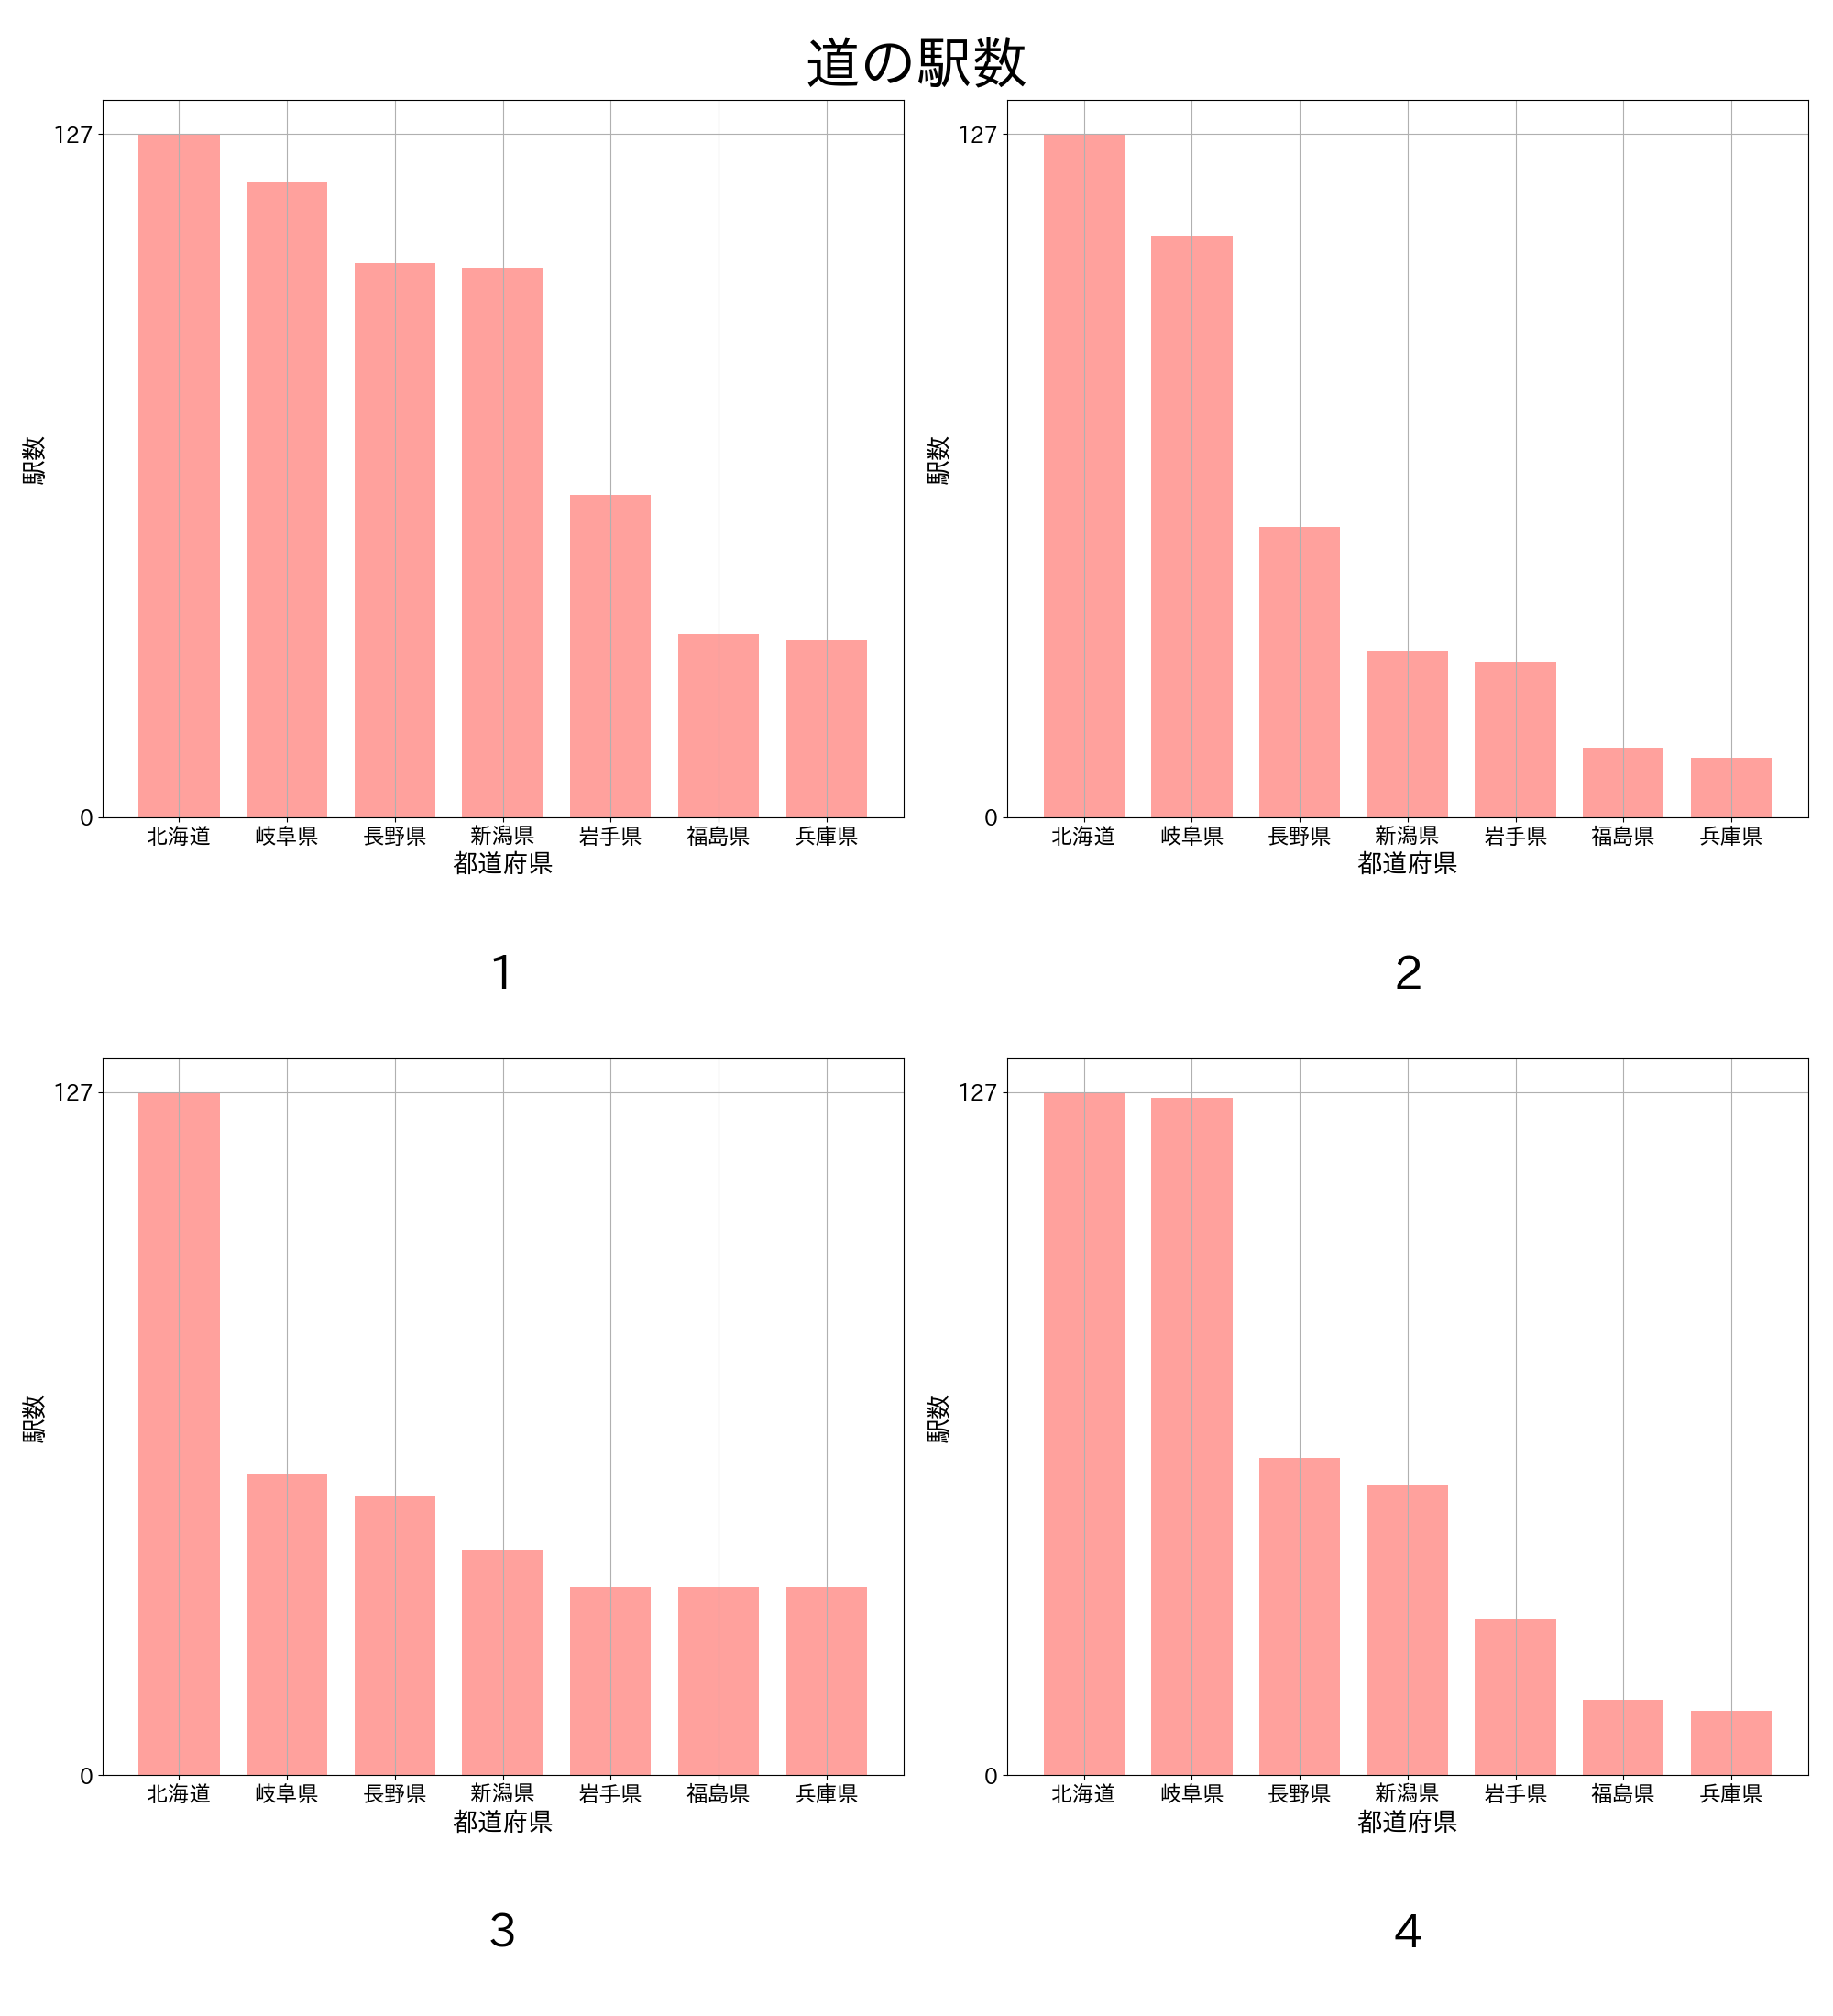 道の駅数
127
0
駅数
北海道 岐阜県 長野県 新潟県 岩手県 福島県 兵庫県
都道府県
1
127
0
駅数
北海道 岐阜県 長野県 新潟県 岩手県 福島県 兵庫県
都道府県
2
127
0
駅数
北海道 岐阜県 長野県 新潟県 岩手県 福島県 兵庫県
都道府県
3
127
0
駅数
北海道 岐阜県 長野県 新潟県 岩手県 福島県 兵庫県
都道府県
4